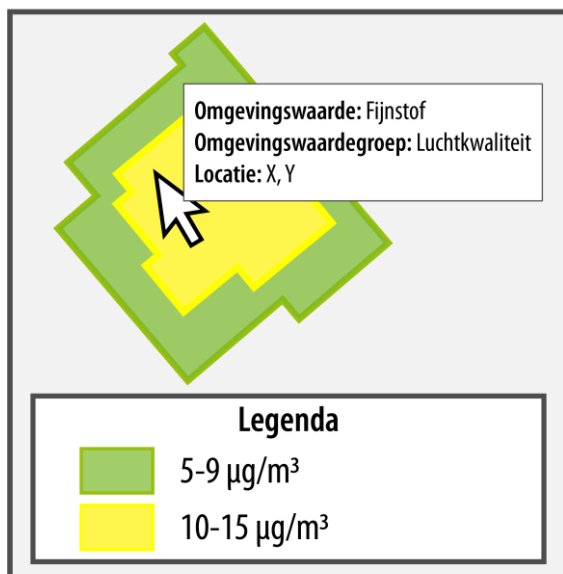 Omgevingswaarde: Fijnstof
Omgevingswaardegroep: Luchtkwaliteit
Locatie: X, Y
Legenda
5-9 µg/m³
10-15 µg/m³